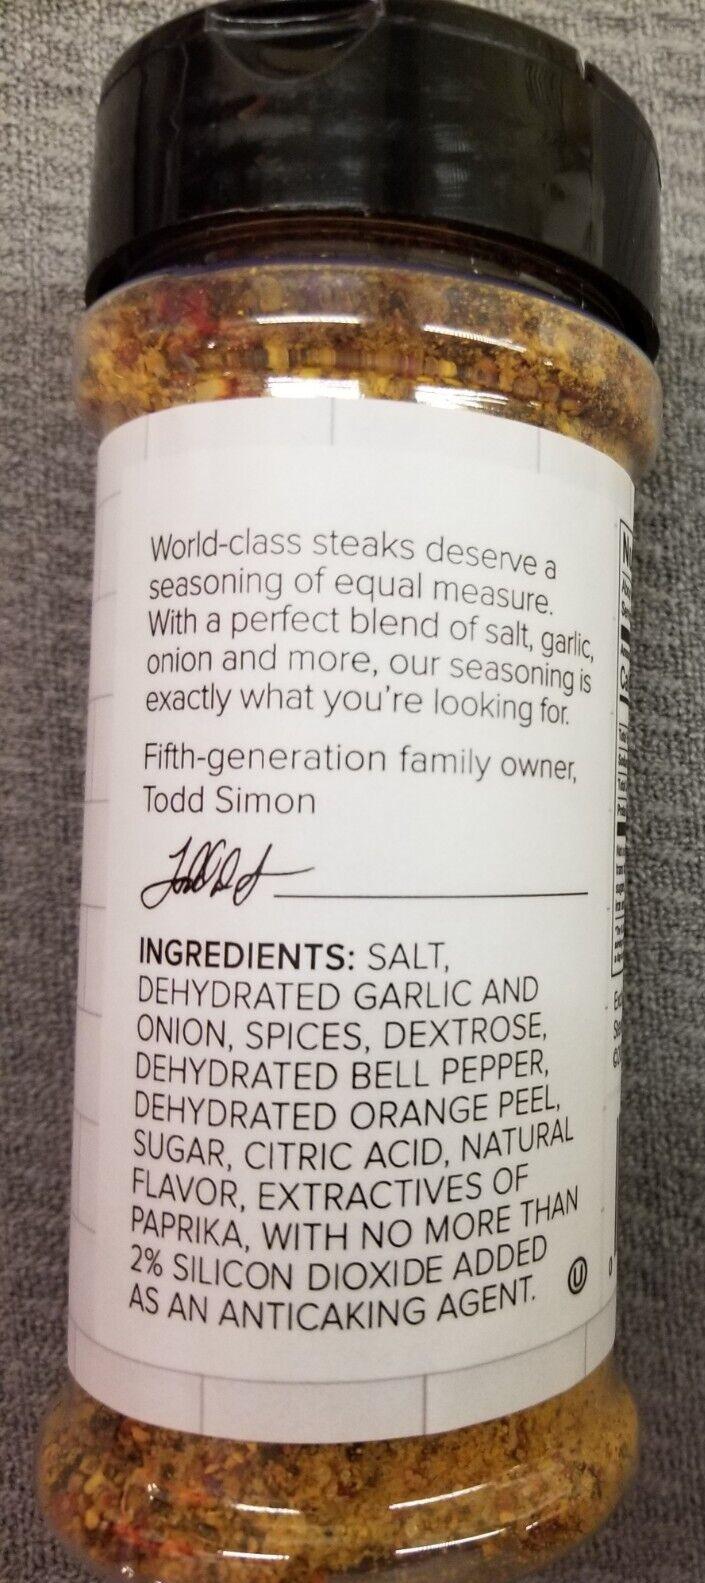 World-class steaks deserve a
seasoning of equal measure.
With a perfect blend of salt, garlic,
onion and more, our seasoning is
exactly what you're looking for.
Fifth-generation family owner,
Todd Simon
INGREDIENTS: SALT,
DEHYDRATED GARLIC AND
ONION, SPICES, DEXTROSE,
DEHYDRATED BELL PEPPER,
DEHYDRATED ORANGE PEEL,
SUGAR, CITRIC ACID, NATURAL
FLAVOR, EXTRACTIVES OF
PAPRIKA, WITH NO MORE THAN
2% SILICON DIOXIDE ADDED
AS AN ANTICAKING AGENT.
U
0